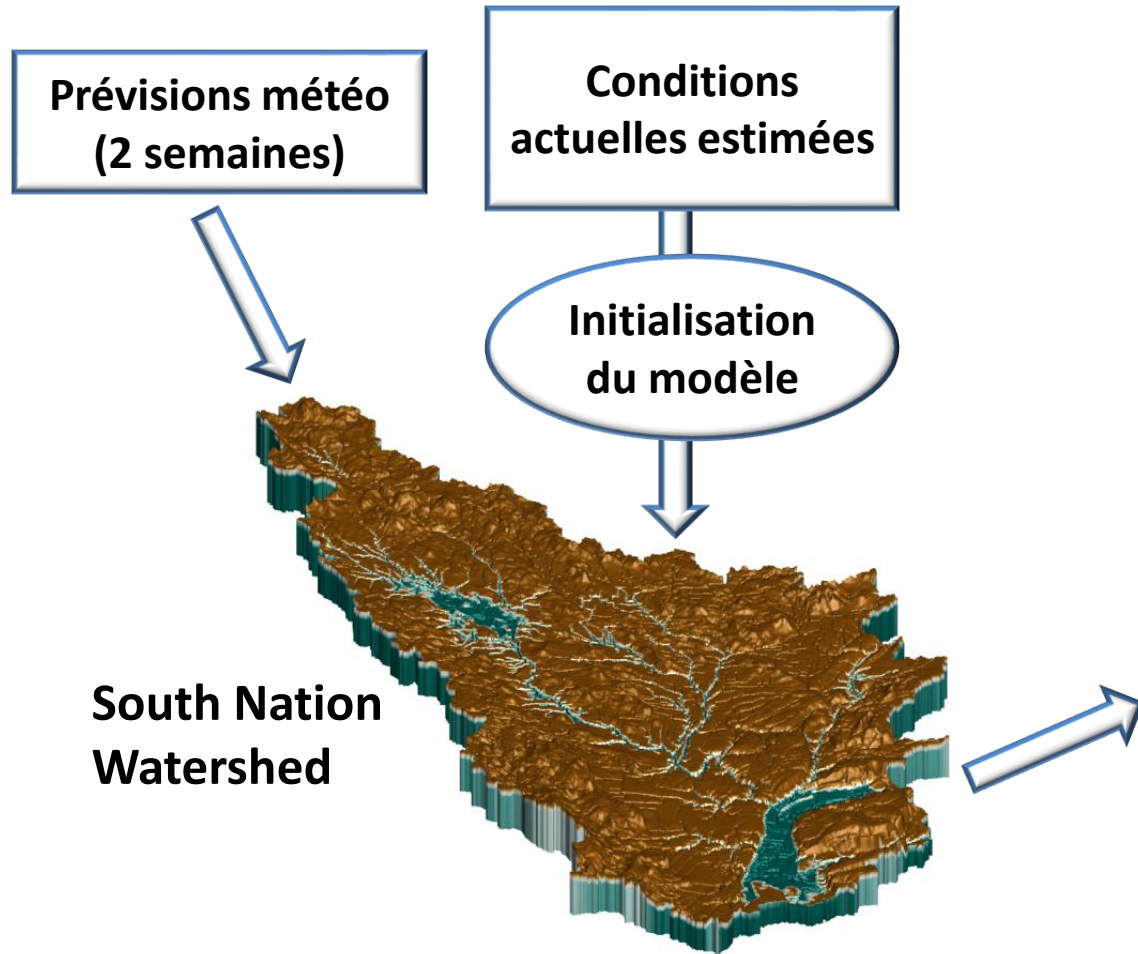 Prévisions météo
(2 semaines)
Conditions
actuelles estimées
Initialisation
du modèle
South Nation
Watershed